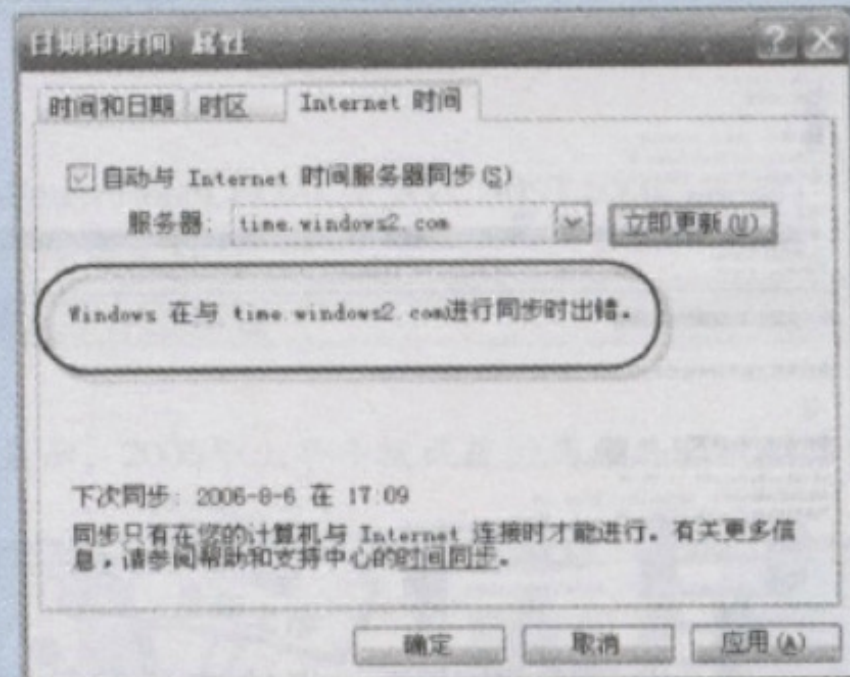 日期和时间 属性
时间和日期 时区 Internet 时间
自动与 Internet 时间服务器同步(S)
服务器: time.windows2.com 立即更新(U)
Windows 在与 time.windows2.com进行同步时出错。
下次同步: 2006-8-6 在 17:09
同步只有在您的计算机与 Internet 连接时才能进行。有关更多信
息,请参阅帮助和支持中心的时间同步。
确定 取消 应用(A)